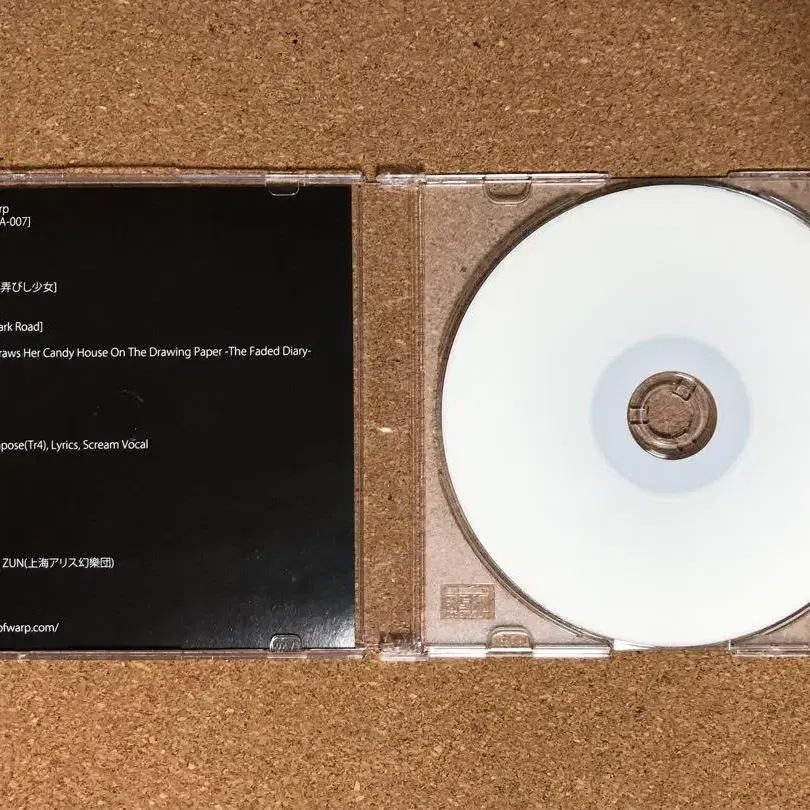 rp
A-007]
弄びし少女]
ark Road]
raws Her Candy House On The Drawing Paper -The Faded Diary-
pose(Tr4), Lyrics, Scream Vocal
ZUN(上海アリス幻樂団)
ofwarp.com/